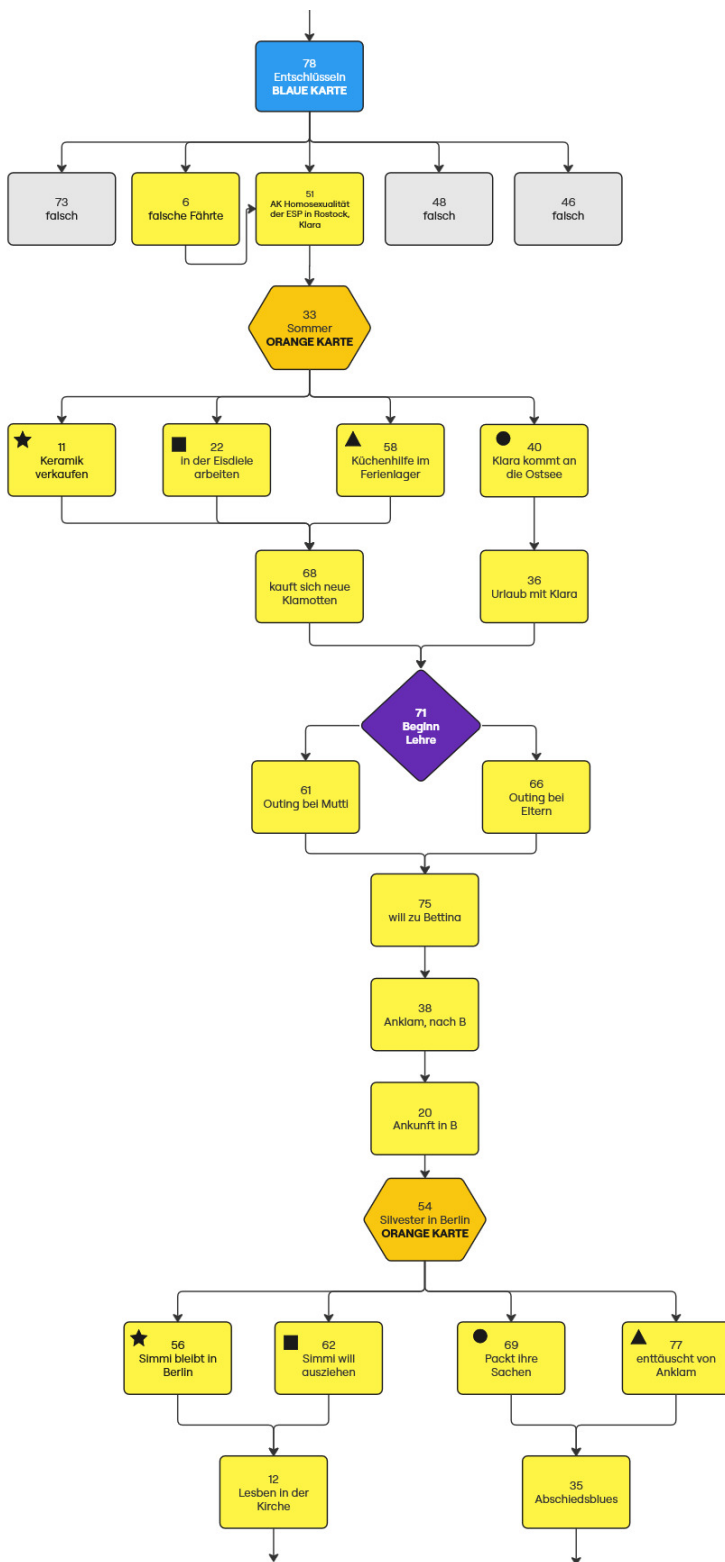 78
Entschlüsseln
BLAUE KARTE
73
falsch
6
falsche Fährte
51
AK Homosexualität
der ESP in Rostock,
Klara
48
falsch
46
falsch
33
Sommer
ORANGE KARTE
11
Keramik
verkaufen
22
in der Eisdiele
arbeiten
58
Küchenhilfe im
Ferienlager
40
Klara kommt an
die Ostsee
68
kauft sich neue
Klamotten
36
Urlaub mit Klara
71
Beginn
Lehre
61
Outing bei Mutti
66
Outing bei
Eltern
75
will zu Bettina
38
Anklam, nach B
20
Ankunft in B
54
Silvester in Berlin
ORANGE KARTE
56
Simmi bleibt in
Berlin
62
Simmi will
ausziehen
69
Packt ihre
Sachen
77
enttäuscht von
Anklam
12
Lesben in der
Kirche
35
Abschiedsblues